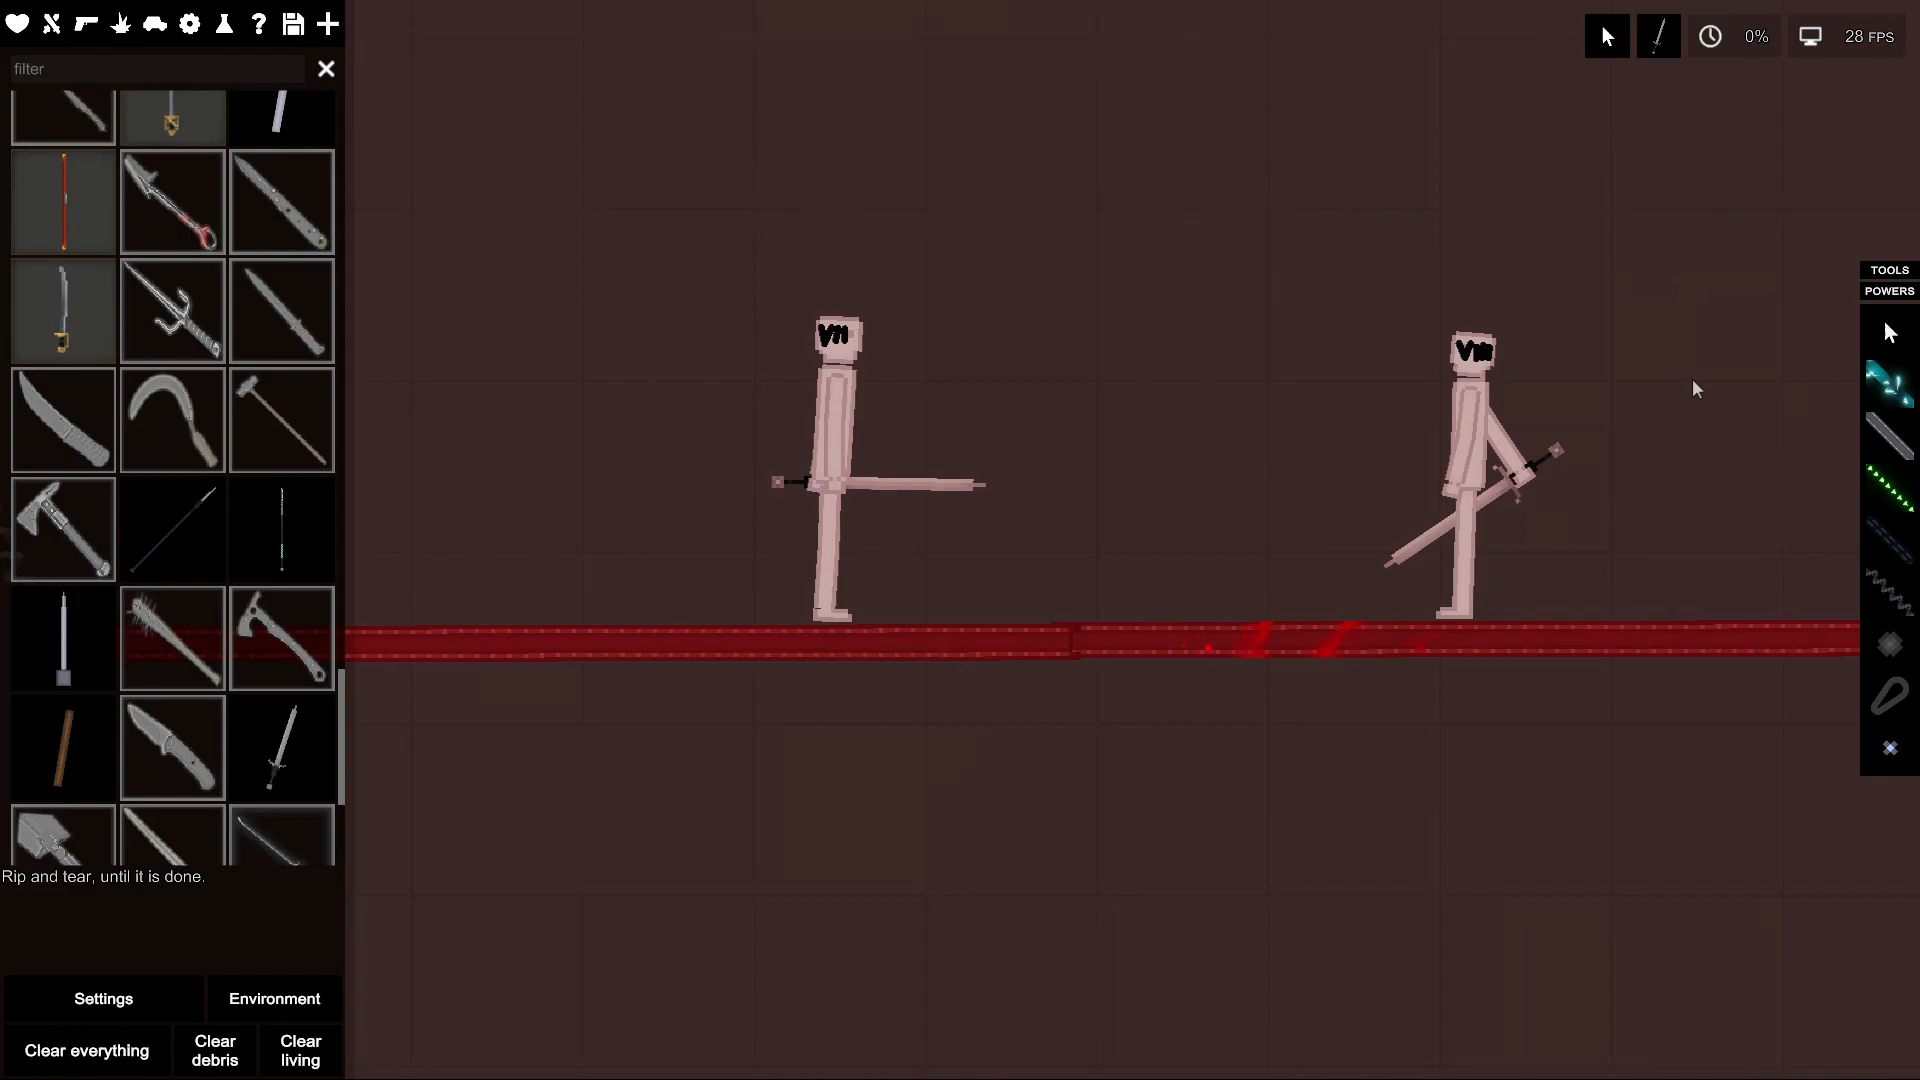 filter
0%
28 FPS
TOOLS
POWERS
VII
VIII
Rip and tear, until it is done.
Settings
Environment
Clear everything
Clear
debris
Clear
living